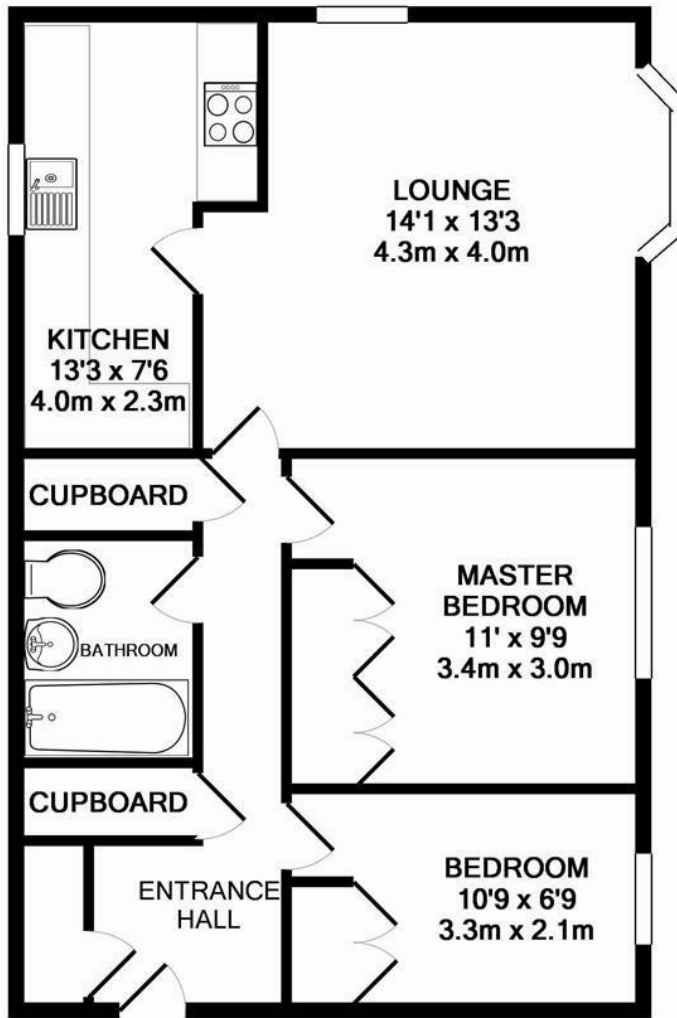 LOUNGE
14'1 x 13'3
4.3m x 4.0m
KITCHEN
13'3 x 7'6
4.0m x 2.3m
CUPBOARD
MASTER
BEDROOM
11' x 9'9
3.4m x 3.0m
BATHROOM
CUPBOARD
BEDROOM
10'9 x 6'9
3.3m x 2.1m
ENTRANCE
HALL